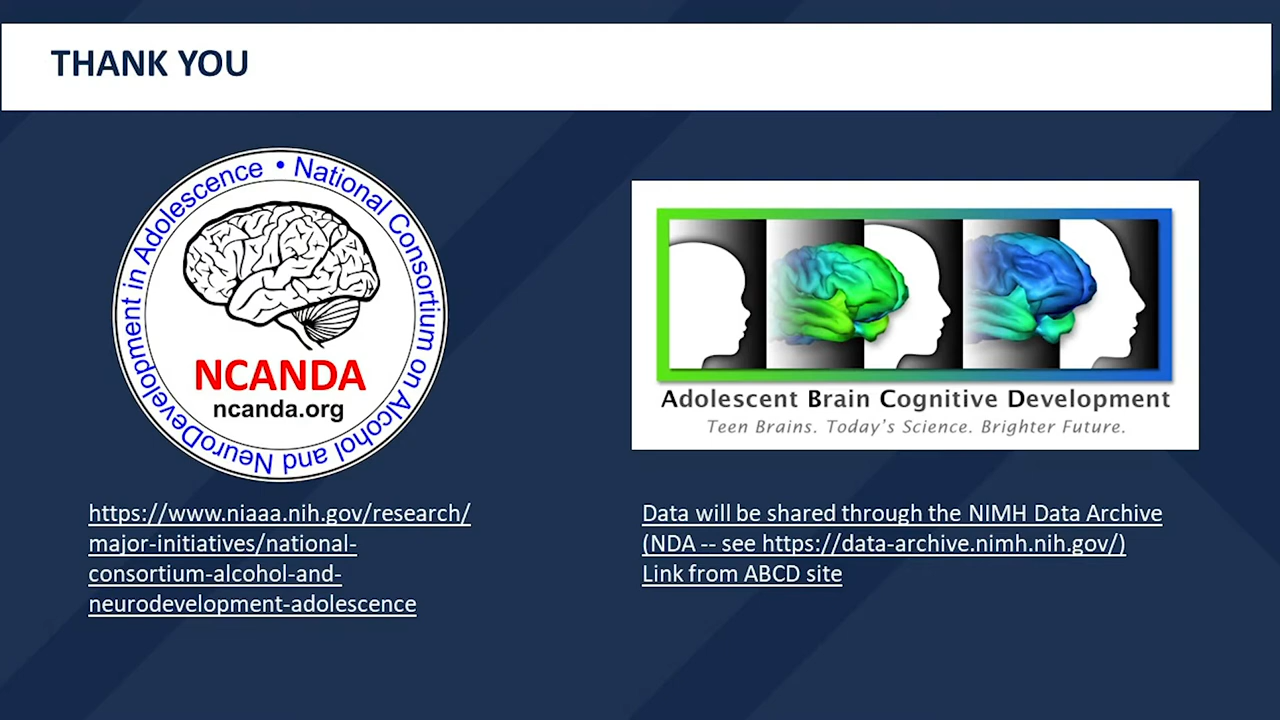 THANK YOU
National Consortium on Alcohol and NeuroDevelopment in Adolescence •
NCANDA
ncanda.org
https://www.niaaa.nih.gov/research/
major-initiatives/national-
consortium-alcohol-and-
neurodevelopment-adolescence
Adolescent Brain Cognitive Development
Teen Brains. Today's Science. Brighter Future.
Data will be shared through the NIMH Data Archive
(NDA -- see https://data-archive.nimh.nih.gov/)
Link from ABCD site